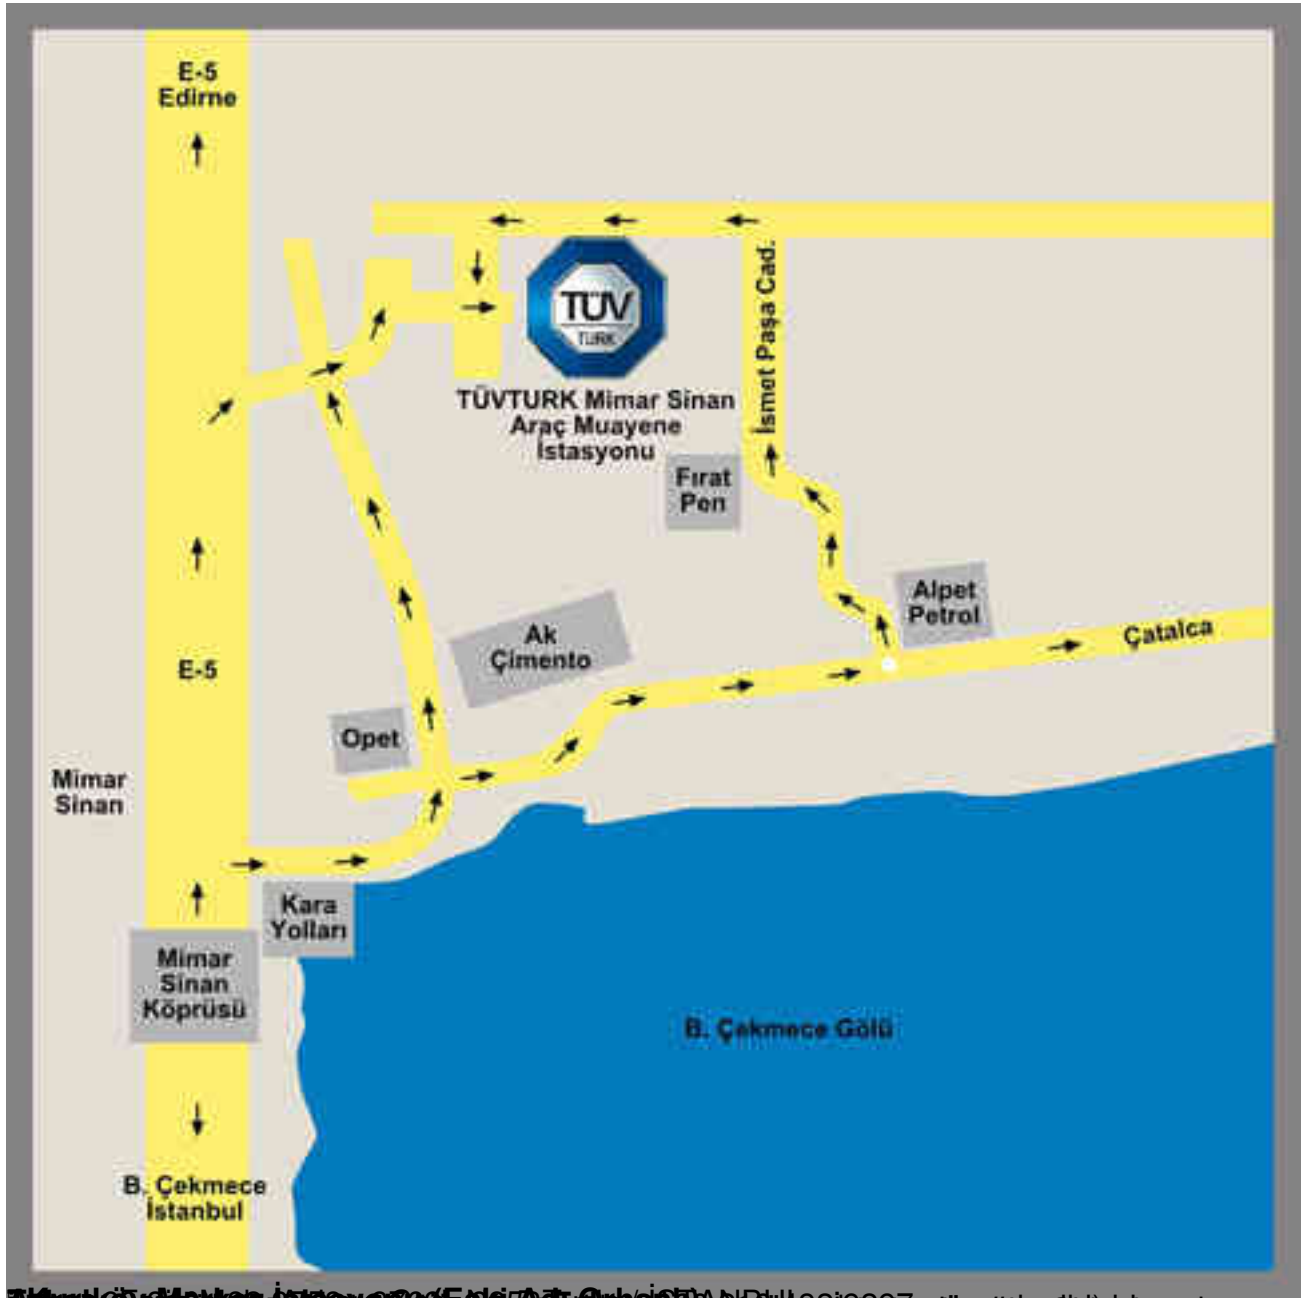 E-5
Edirne
TÜV
TURK
İsmet Paşa Cad.
TÜVTURK Mimar Sinan
Araç Muayene
İstasyonu
Fırat
Pen
Alpet
Petrol
Çatalca
Ak
Çimento
E-5
Opet
Mimar
Sinan
Kara
Yolları
Mimar
Sinan
Köprüsü
B. Çekmece Gölü
B. Çekmece
İstanbul